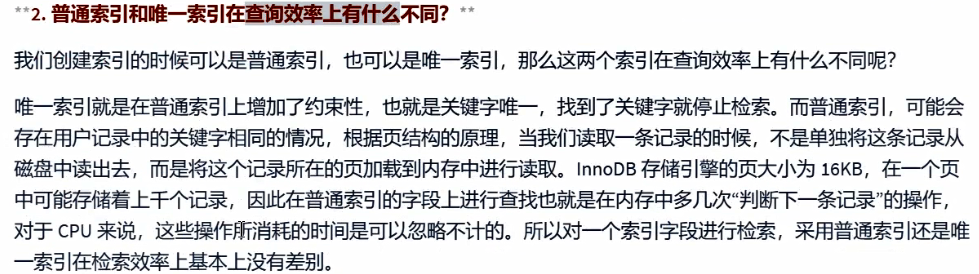 **2. 普通索引和唯一索引在查询效率上有什么不同？**
我们创建索引的时候可以是普通索引，也可以是唯一索引，那么这两个索引在查询效率上有什么不同呢？
唯一索引就是在普通索引上增加了约束性，也就是关键字唯一，找到了关键字就停止检索。而普通索引，可能会
存在用户记录中的关键字相同的情况，根据页结构的原理，当我们读取一条记录的时候，不是单独将这条记录从
磁盘中读出去，而是将这个记录所在的页加载到内存中进行读取。InnoDB 存储引擎的页大小为 16KB，在一个页
中可能存储着上千个记录，因此在普通索引的字段上进行查找也就是在内存中多几次“判断下一条记录”的操作，
对于 CPU 来说，这些操作所消耗的时间是可以忽略不计的。所以对一个索引字段进行检索，采用普通索引还是唯
一索引在检索效率上基本上没有差别。